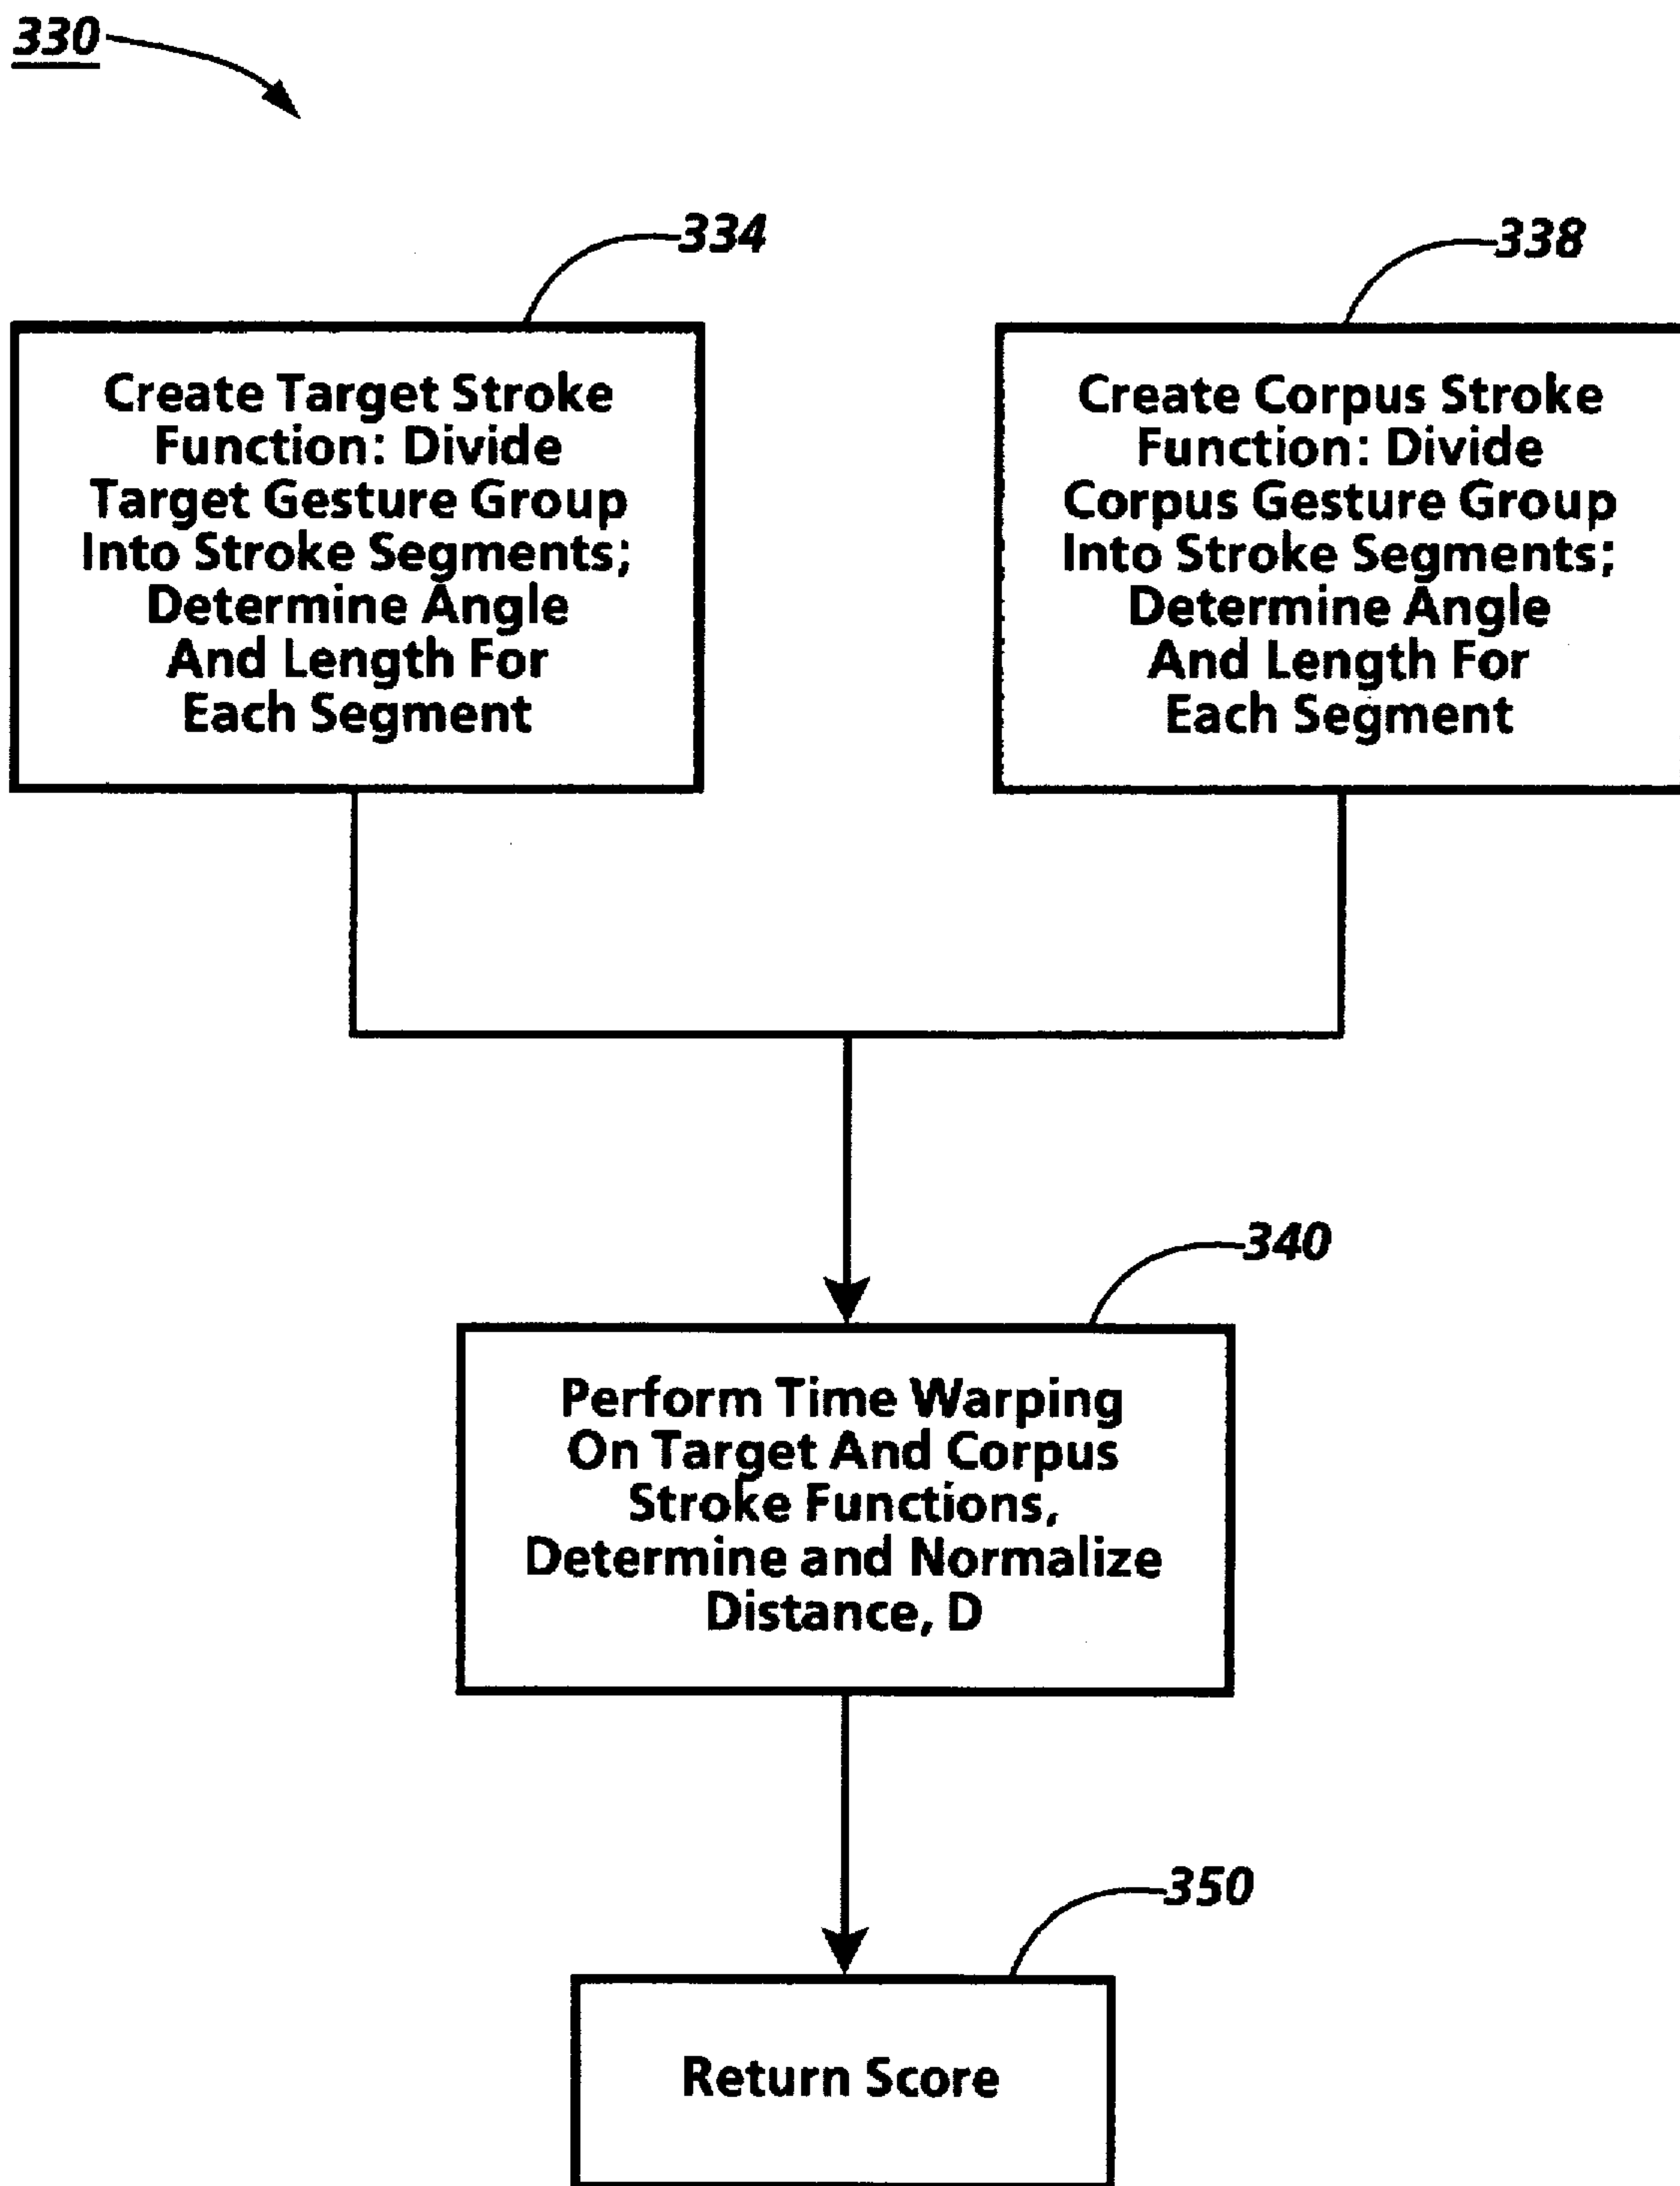 330
334
338
Create Target Stroke
Function: Divide
Target Gesture Group
Into Stroke Segments;
Determine Angle
And Length For
Each Segment
Create Corpus Stroke
Function: Divide
Corpus Gesture Group
Into Stroke Segments;
Determine Angle
And Length For
Each Segment
340
Perform Time Warping
On Target And Corpus
Stroke Functions,
Determine and Normalize
Distance, D
350
Return Score